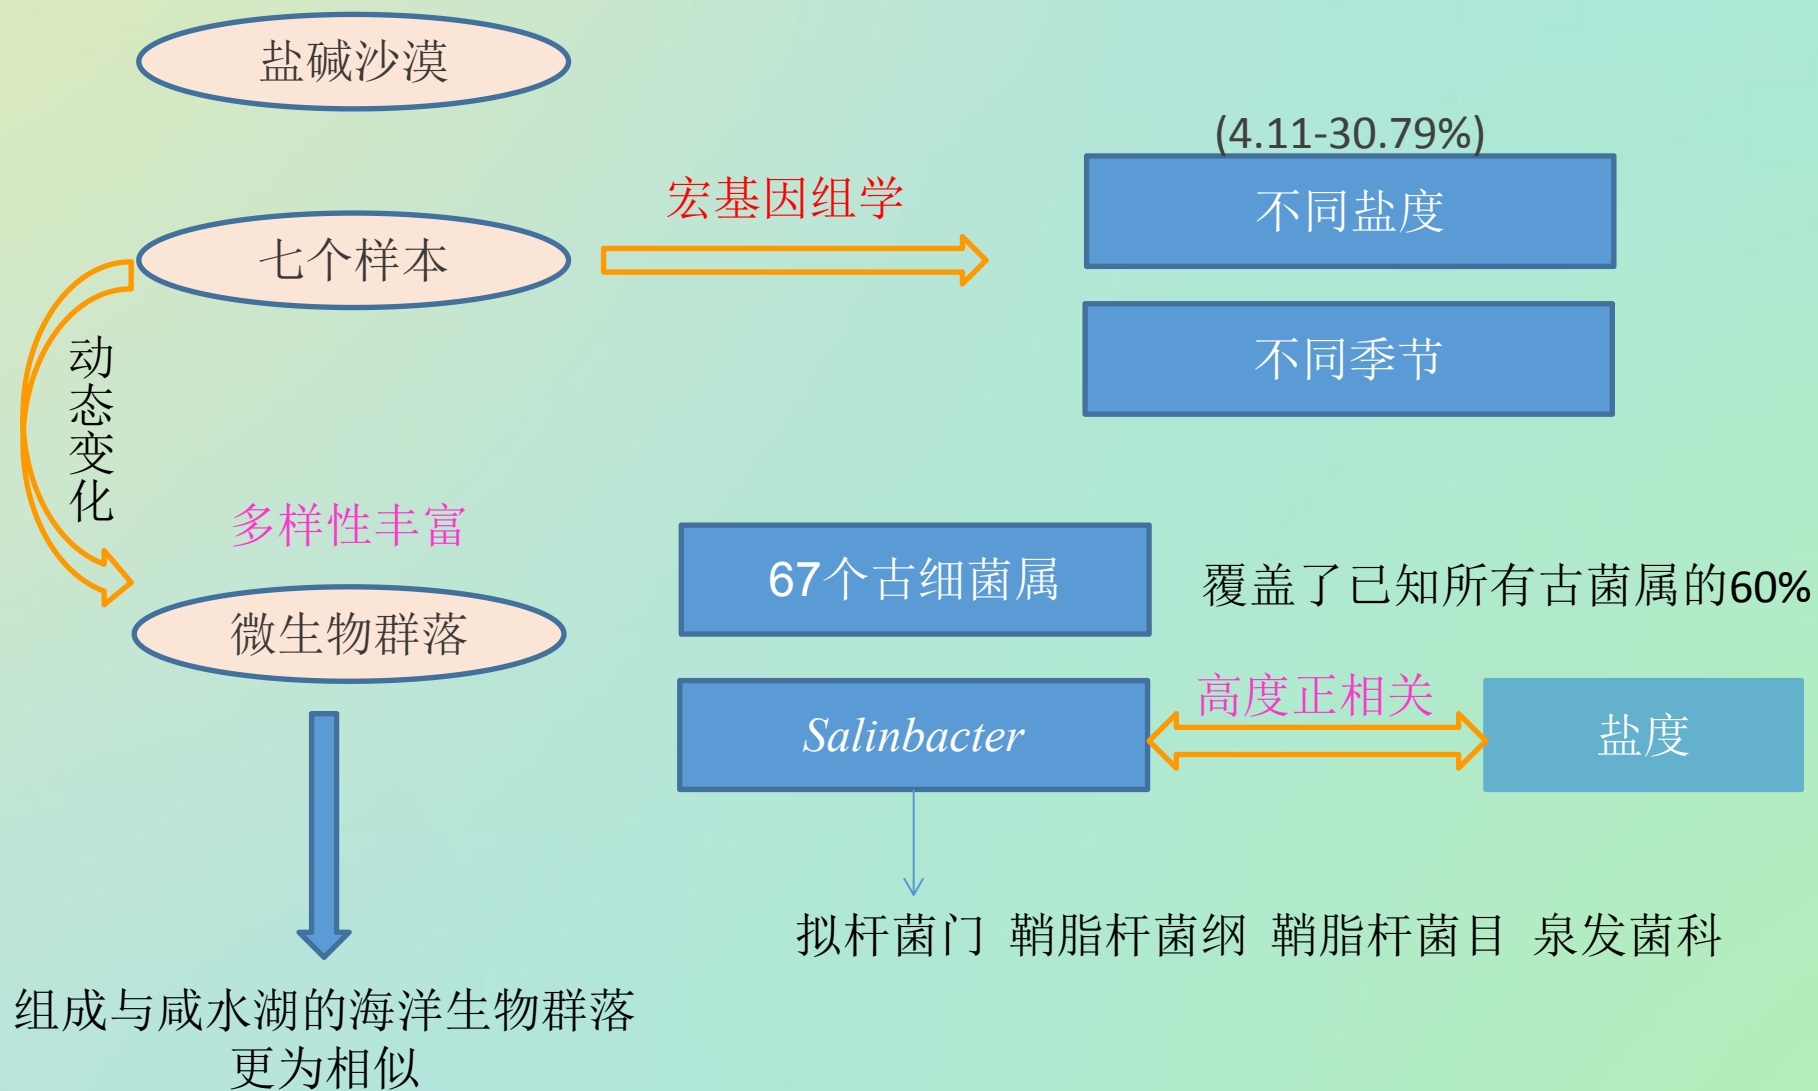 盐碱沙漠
(4.11-30.79%)
宏基因组学
不同盐度
七个样本
不同季节
动态变化
多样性丰富
67个古细菌属
覆盖了已知所有古菌属的60%
微生物群落
高度正相关
Salinbacter
盐度
拟杆菌门 鞘脂杆菌纲 鞘脂杆菌目 泉发菌科
组成与咸水湖的海洋生物群落
更为相似